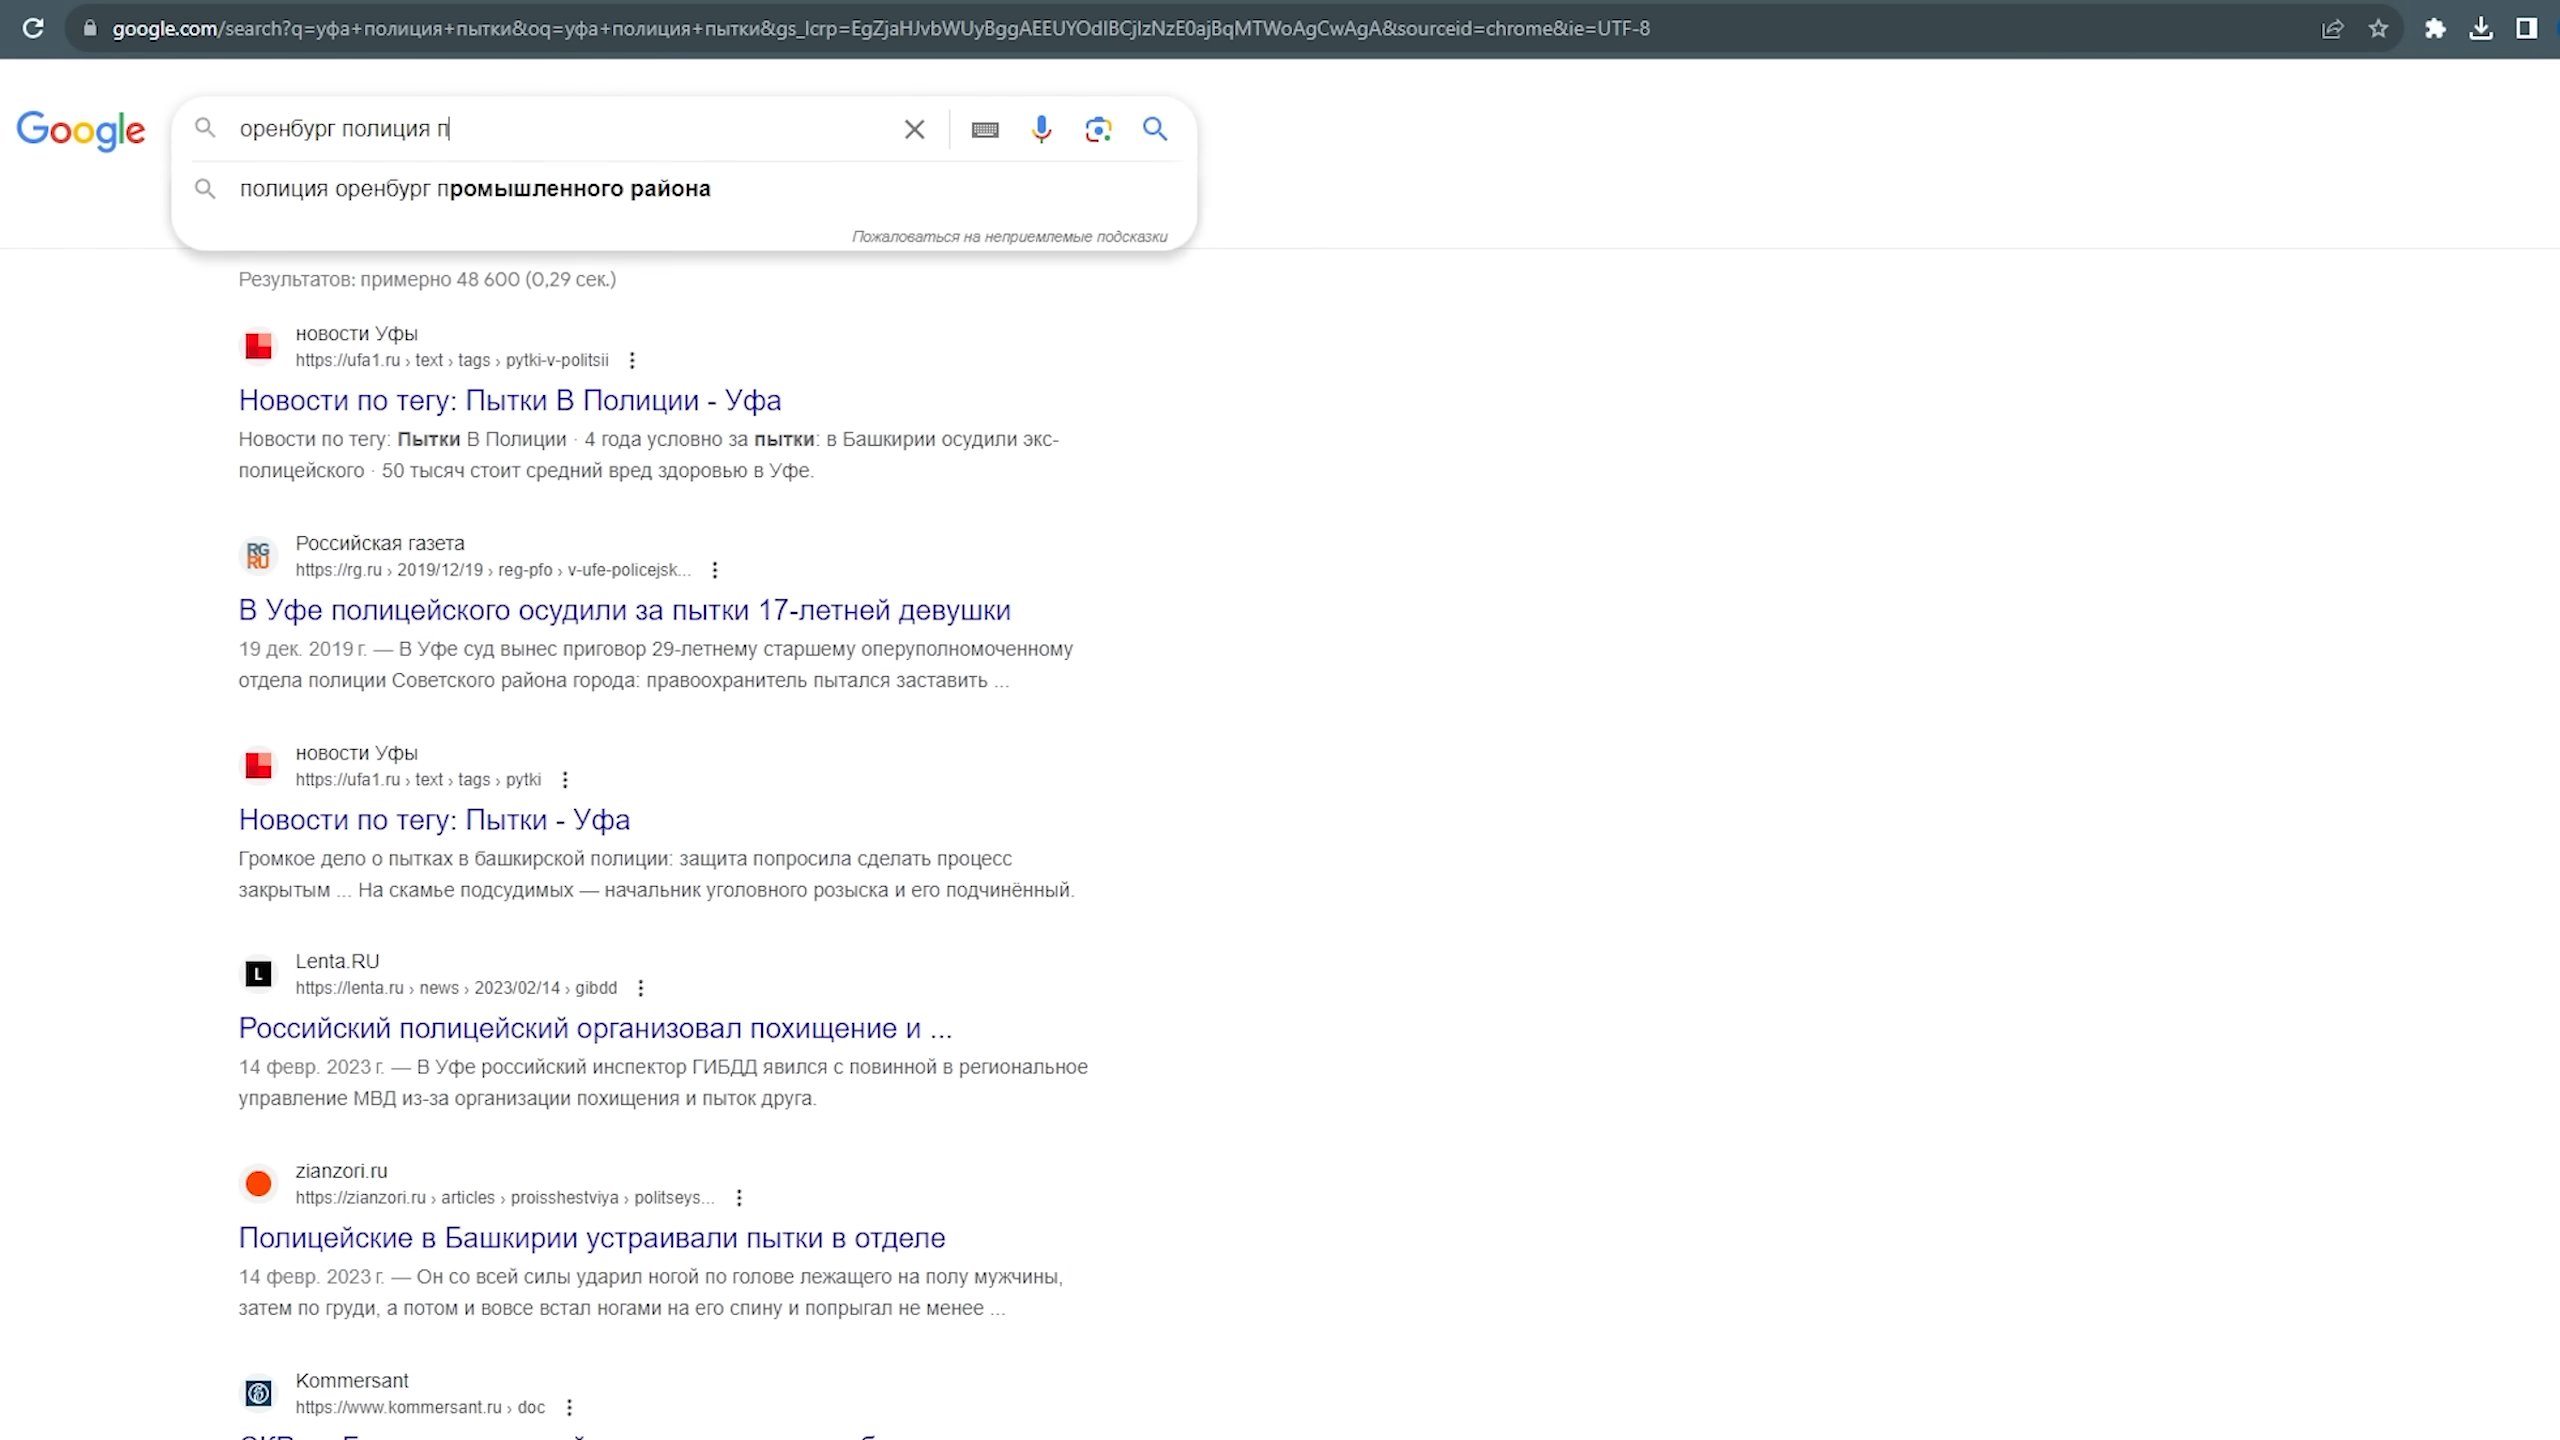 google.com/search?q=уфа+полиция+пытки&oq=уфа+полиция+пытки&gs_lcrp=EgZjaHJvbWUyBggAEEUYOdIBCjIzNzE0ajBqMTWoAgCwAgA&sourceid=chrome&ie=UTF-8
Google
оренбург полиция п
полиция оренбург промышленного района
Пожаловаться на неприемлемые подсказки
Результатов: примерно 48 600 (0,29 сек.)
новости Уфы
https://ufa1.ru › text › tags › pytki-v-politsii
Новости по тегу: Пытки В Полиции - Уфа
Новости по тегу: Пытки В Полиции · 4 года условно за пытки: в Башкирии осудили экс-
полицейского · 50 тысяч стоит средний вред здоровью в Уфе.
RG
RU
Российская газета
https://rg.ru › 2019/12/19 › reg-pfo › v-ufe-policejsk...
В Уфе полицейского осудили за пытки 17-летней девушки
19 дек. 2019 г. — В Уфе суд вынес приговор 29-летнему старшему оперуполномоченному
отдела полиции Советского района города: правоохранитель пытался заставить ...
новости Уфы
https://ufa1.ru › text › tags › pytki
Новости по тегу: Пытки - Уфа
Громкое дело о пытках в башкирской полиции: защита попросила сделать процесс
закрытым ... На скамье подсудимых — начальник уголовного розыска и его подчинённый.
L
Lenta.RU
https://lenta.ru › news › 2023/02/14 › gibdd
Российский полицейский организовал похищение и ...
14 февр. 2023 г. — В Уфе российский инспектор ГИБДД явился с повинной в региональное
управление МВД из-за организации похищения и пыток друга.
zianzori.ru
https://zianzori.ru › articles › proisshestviya › politseys...
Полицейские в Башкирии устраивали пытки в отделе
14 февр. 2023 г. — Он со всей силы ударил ногой по голове лежащего на полу мужчины,
затем по груди, а потом и вовсе встал ногами на его спину и попрыгал не менее ...
Kommersant
https://www.kommersant.ru › doc